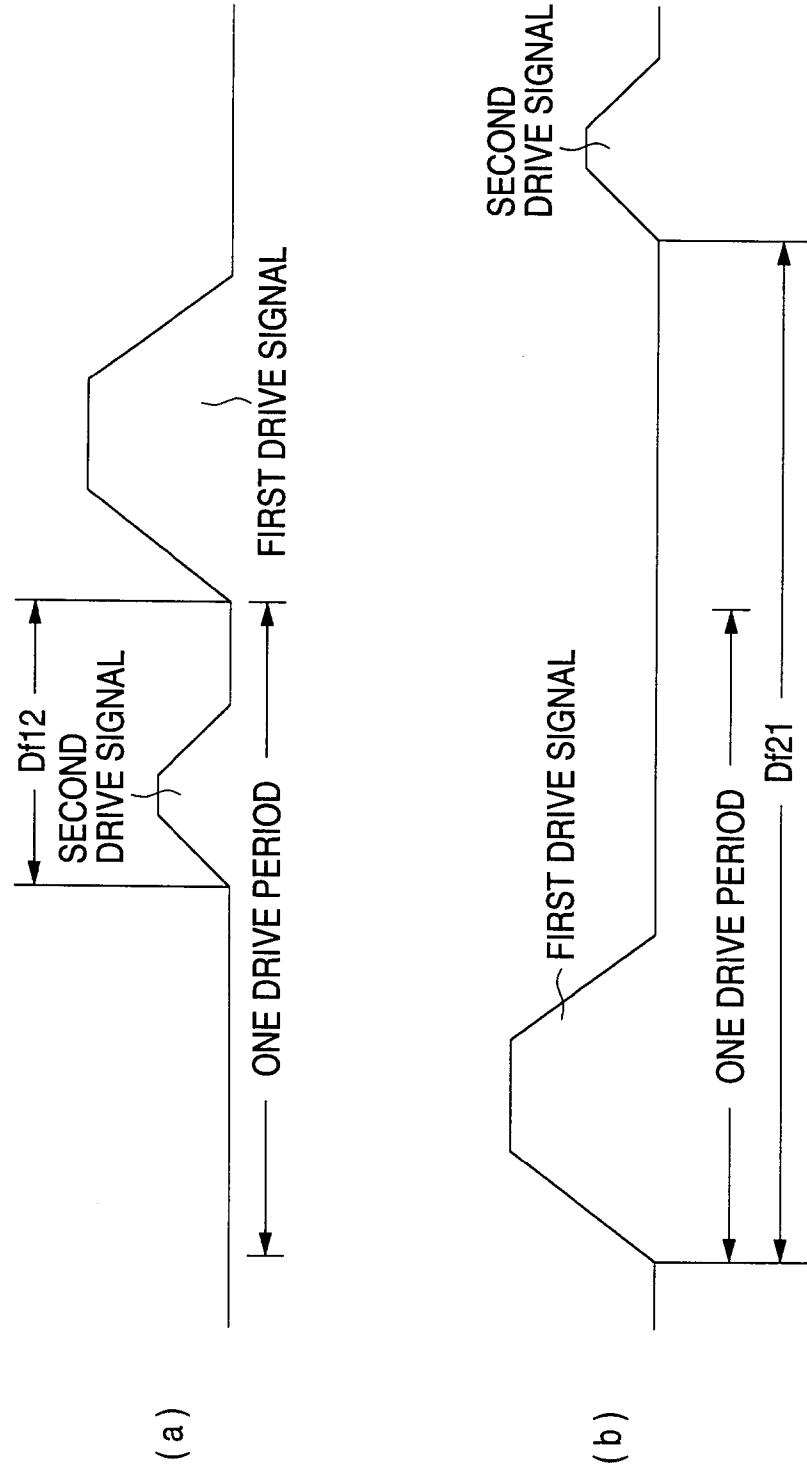 (a)
Df12
SECOND
DRIVE SIGNAL
FIRST DRIVE SIGNAL
ONE DRIVE PERIOD
(b)
FIRST DRIVE SIGNAL
SECOND
DRIVE SIGNAL
ONE DRIVE PERIOD
Df21